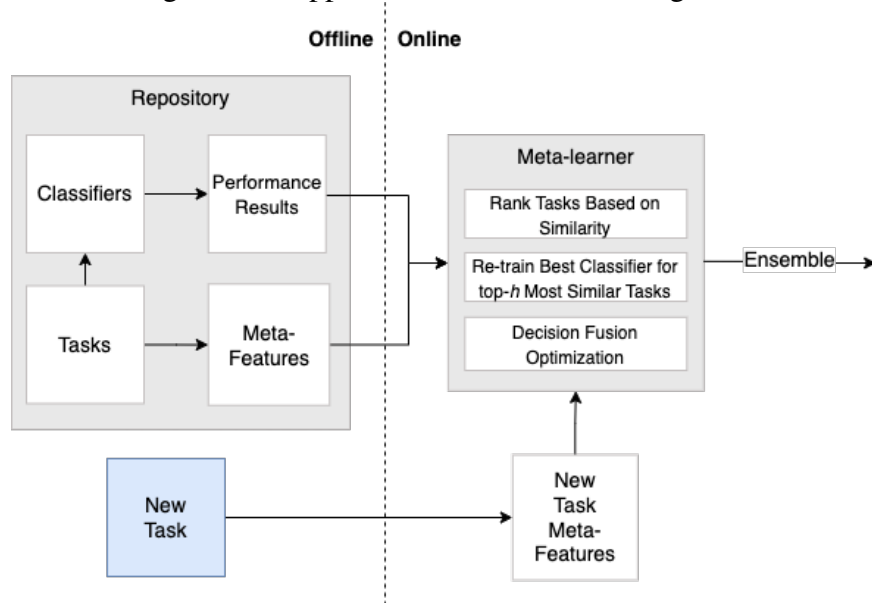 Offline Online
Repository
Classifiers
Performance
Results
Tasks
Meta-
Features
Meta-learner
Rank Tasks Based on
Similarity
Re-train Best Classifier for
top-h Most Similar Tasks
Decision Fusion
Optimization
Ensemble
New
Task
New
Task
Meta-
Features